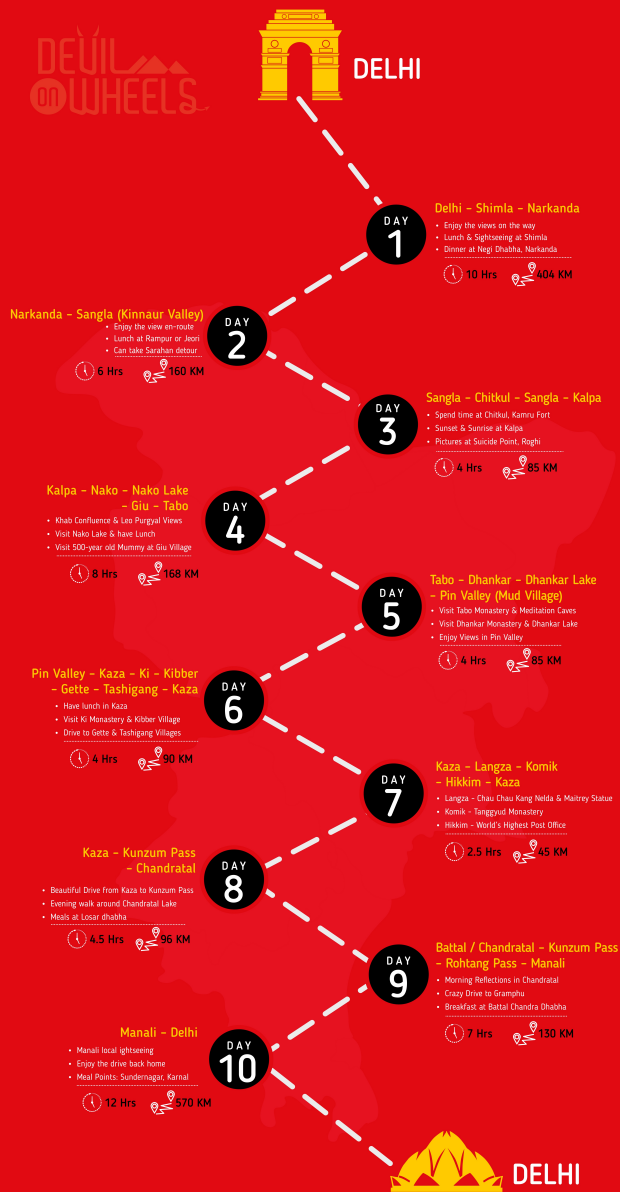 DEVIL
ON WHEELS
DELHI
DAY
1
Delhi - Shimla - Narkanda
• Enjoy the views on the way
• Lunch & Sightseeing at Shimla
• Dinner at Negi Dhabha, Narkanda
10 Hrs 404 KM
DAY
2
Narkanda - Sangla (Kinnaur Valley)
• Enjoy the view en-route
• Lunch at Rampur or Jeori
• Can take Sarahan detour
6 Hrs 160 KM
DAY
3
Sangla - Chitkul - Sangla - Kalpa
• Spend time at Chitkul, Kamru Fort
• Sunset & Sunrise at Kalpa
• Pictures at Suicide Point, Roghi
4 Hrs 85 KM
DAY
4
Kalpa - Nako - Nako Lake
- Giu - Tabo
• Khab Confluence & Leo Purgyal Views
• Visit Nako Lake & have Lunch
• Visit 500-year old Mummy at Giu Village
8 Hrs 168 KM
DAY
5
Tabo - Dhankar - Dhankar Lake
- Pin Valley (Mud Village)
• Visit Tabo Monastery & Meditation Caves
• Visit Dhankar Monastery & Dhankar Lake
• Enjoy Views in Pin Valley
4 Hrs 85 KM
DAY
6
Pin Valley - Kaza - Ki - Kibber
- Gette - Tashigang - Kaza
• Have lunch in Kaza
• Visit Ki Monastery & Kibber Village
• Drive to Gette & Tashigang Villages
4 Hrs 90 KM
DAY
7
Kaza - Langza - Komik
- Hikkim - Kaza
• Langza - Chau Chau Kang Nelda & Maitrey Statue
• Komik - Tanggyud Monastery
• Hikkim - World's Highest Post Office
2.5 Hrs 45 KM
DAY
8
Kaza - Kunzum Pass
- Chandratal
• Beautiful Drive from Kaza to Kunzum Pass
• Evening walk around Chandratal Lake
• Meals at Losar dhabha
4.5 Hrs 96 KM
DAY
9
Battal / Chandratal - Kunzum Pass
- Rohtang Pass - Manali
• Morning Reflections in Chandratal
• Crazy Drive to Gramphu
• Breakfast at Battal Chandra Dhabha
7 Hrs 130 KM
DAY
10
Manali - Delhi
• Manali local ightseeing
• Enjoy the drive back home
• Meal Points: Sundernagar, Karnal
12 Hrs 570 KM
DELHI